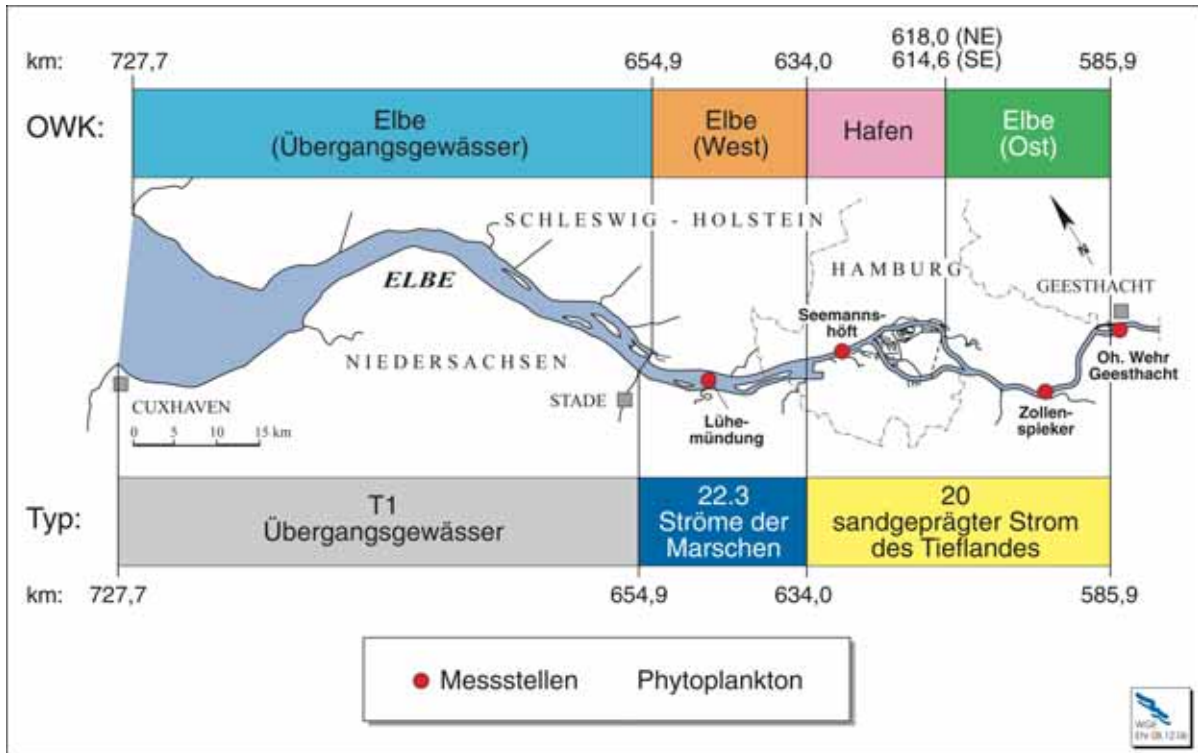 618,0 (NE)
km: 727,7 654,9 634,0 614,6 (SE) 585,9
OWK: Elbe (Übergangsgewässer)
Elbe (West)
Hafen
Elbe (Ost)
SCHLESWIG - HOLSTEIN
N
HAMBURG
ELBE
GEESTHACHT
Seemanns-
höft
NIEDERSACHSEN
Oh. Wehr
Geesthacht
CUXHAVEN
STADE
0 5 10 15 km
Lühe-
mündung
Zollen-
spieker
Typ:
T1
Übergangsgewässer
22.3
Ströme der
Marschen
20
sandgeprägter Strom
des Tieflandes
km: 727,7 654,9 634,0 585,9
Messstellen Phytoplankton